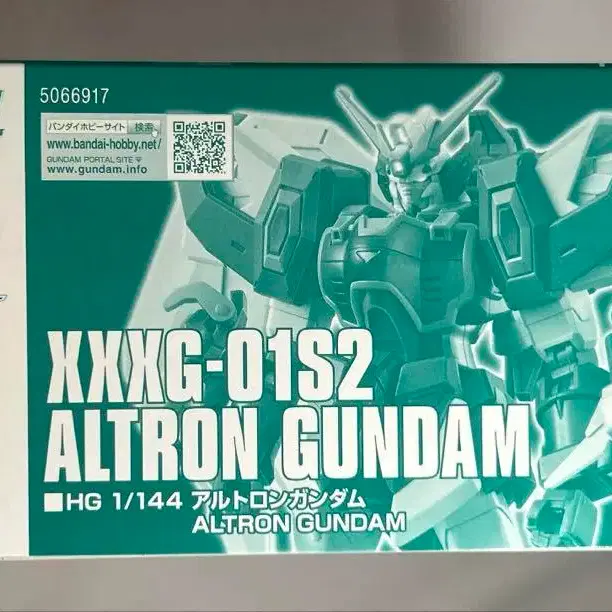 5066917
バンダイホビーサイト 検索
www.bandai-hobby.net/
GUNDAM PORTAL SITE
www.gundam.info
XXXG-01S2
ALTRON GUNDAM
■HG 1/144 アルトロンガンダム
ALTRON GUNDAM